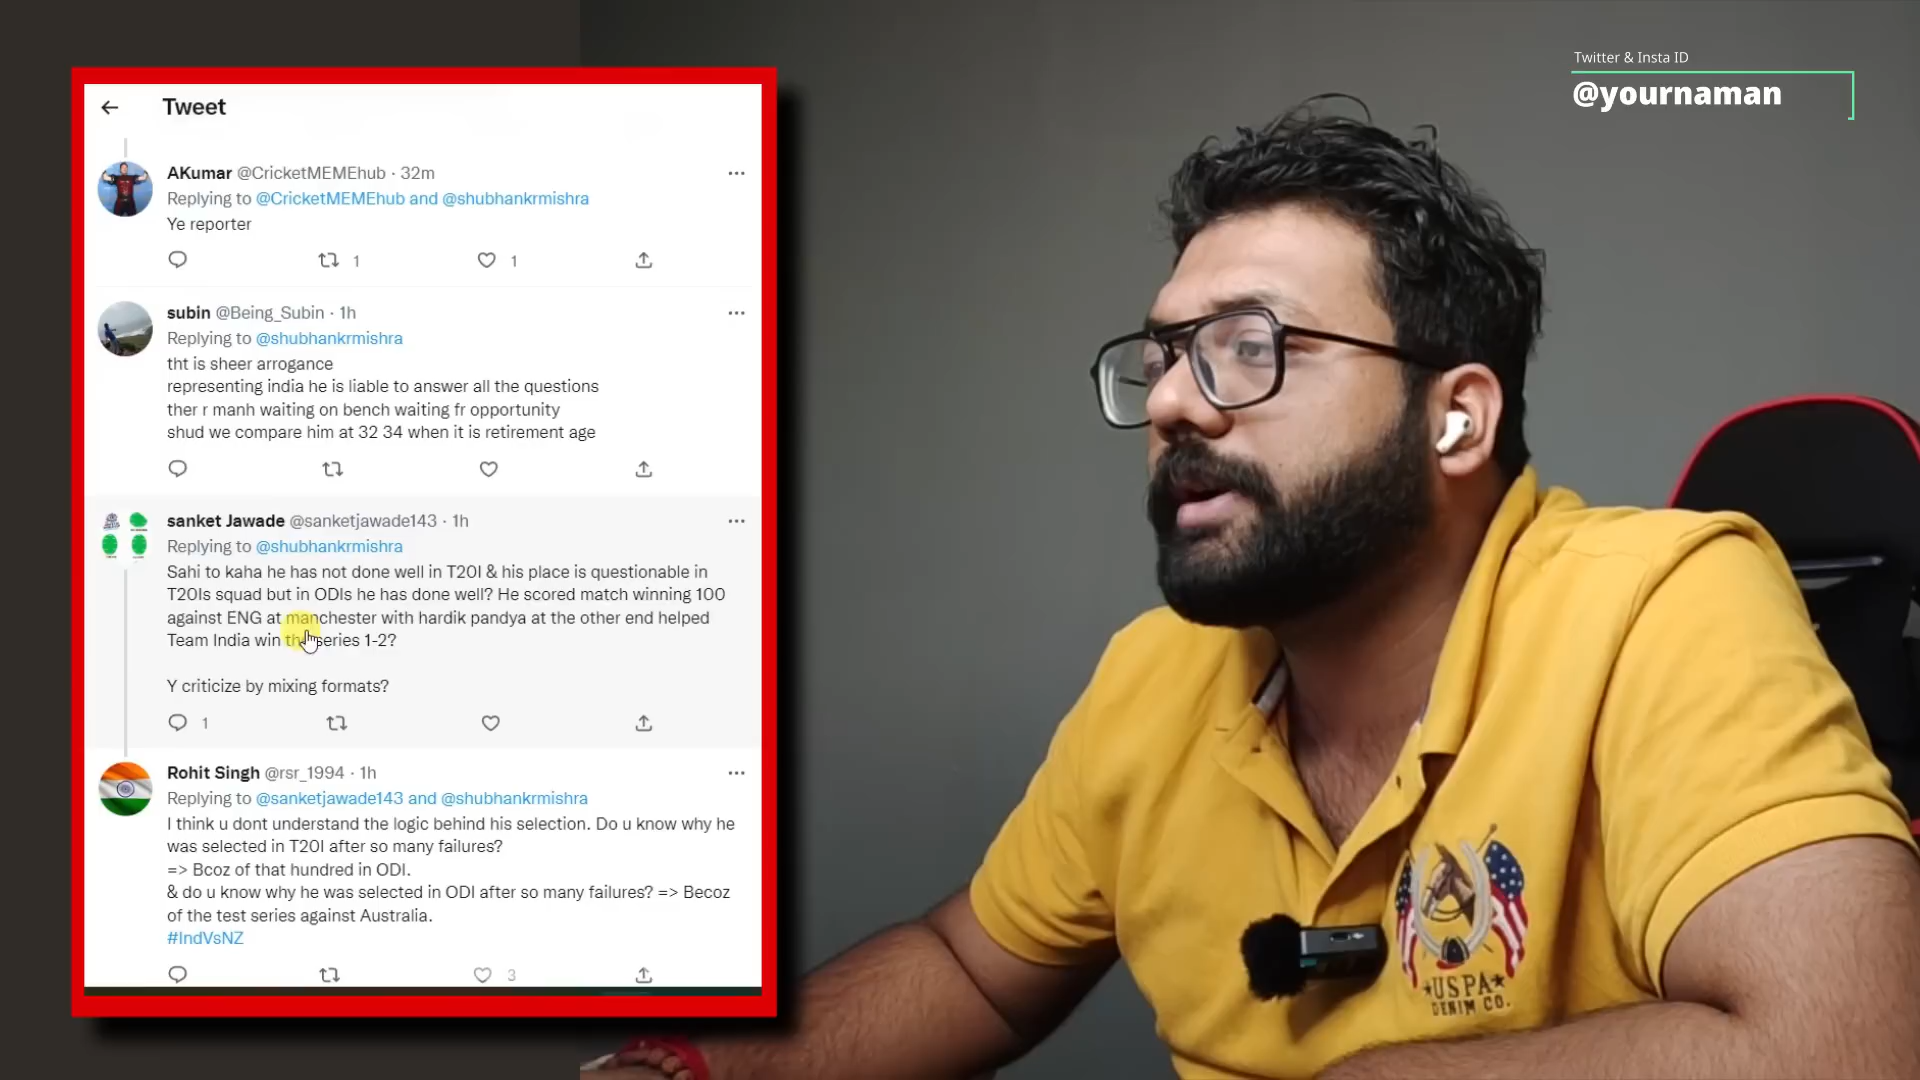 Twitter & Insta ID
@yournaman
Tweet
AKumar @CricketMEMEhub · 32m
Replying to @CricketMEMEhub and @shubhankrmishra
Ye reporter
1 1
subin @Being_Subin · 1h
Replying to @shubhankrmishra
tht is sheer arrogance
representing india he is liable to answer all the questions
ther r manh waiting on bench waiting fr opportunity
shud we compare him at 32 34 when it is retirement age
sanket Jawade @sanketjawade143 · 1h
Replying to @shubhankrmishra
Sahi to kaha he has not done well in T20I & his place is questionable in
T20Is squad but in ODIs he has done well? He scored match winning 100
against ENG at manchester with hardik pandya at the other end helped
Team India win the series 1-2?
Y criticize by mixing formats?
1
Rohit Singh @rsr_1994 · 1h
Replying to @sanketjawade143 and @shubhankrmishra
I think u dont understand the logic behind his selection. Do u know why he
was selected in T20I after so many failures?
=> Bcoz of that hundred in ODI.
& do u know why he was selected in ODI after so many failures? => Becoz
of the test series against Australia.
#IndVsNZ
3
USPA
DENIM CO.